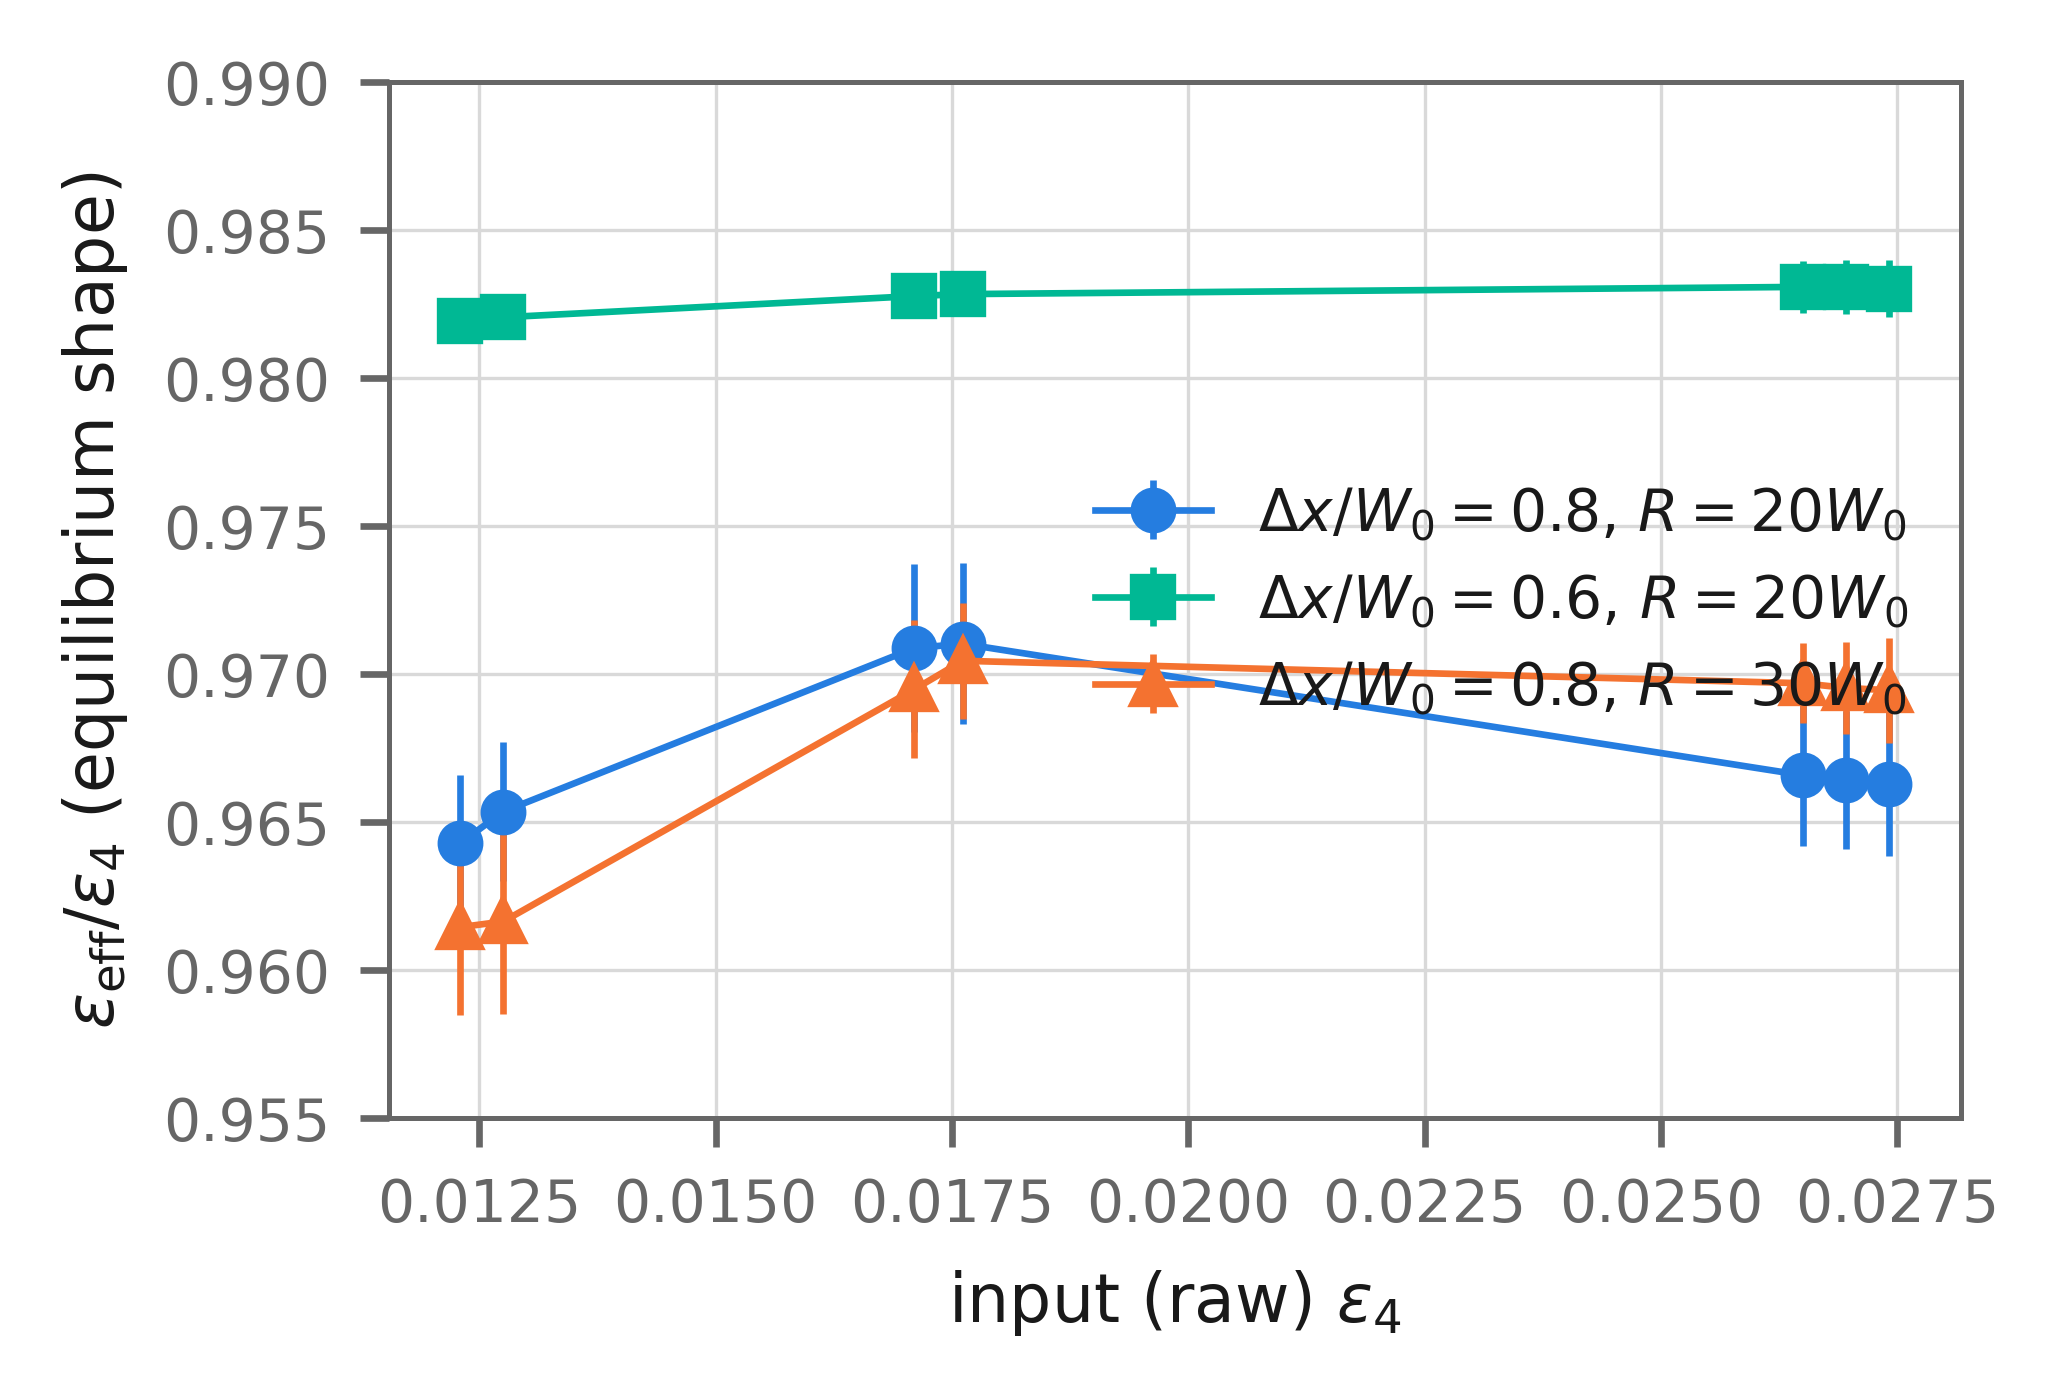 0.990
0.985
0.980
0.975
0.970
0.965
0.960
0.955
ε_eff/ε_4 (equilibrium shape)
Δx/W_0 = 0.8, R = 20W_0
Δx/W_0 = 0.6, R = 20W_0
Δx/W_0 = 0.8, R = 30W_0
0.0125 0.0150 0.0175 0.0200 0.0225 0.0250 0.0275
input (raw) ε_4